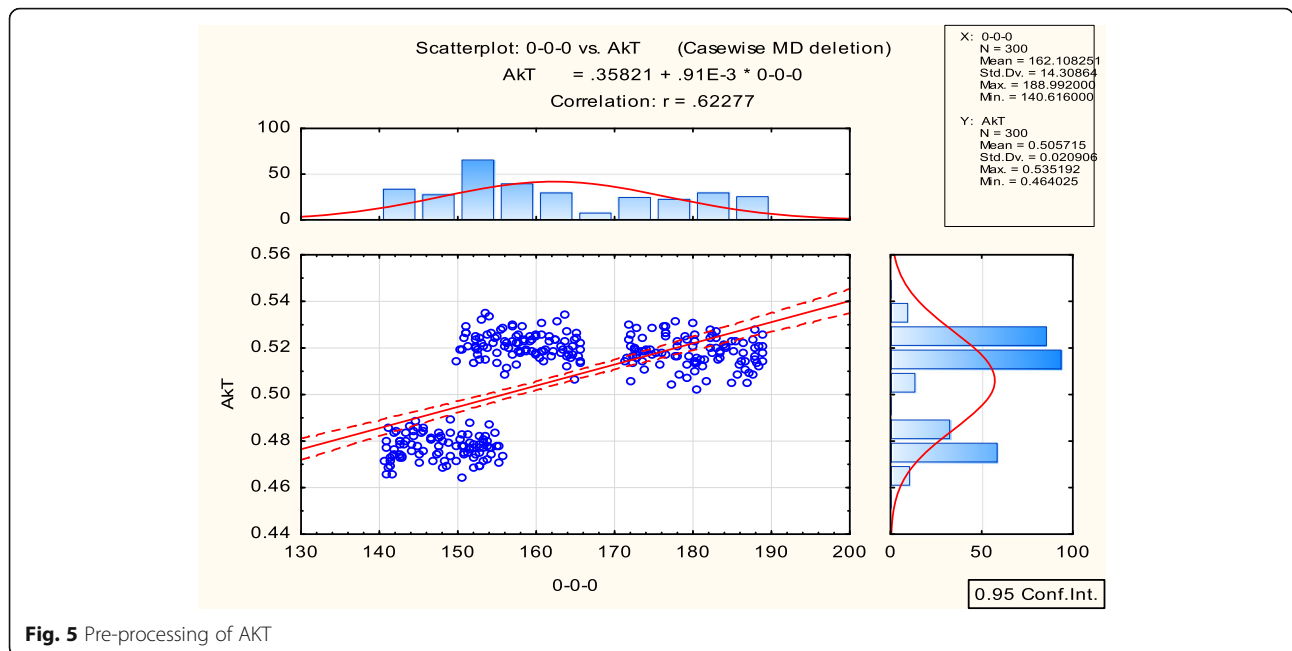 Scatterplot: 0-0-0 vs. AkT (Casewise MD deletion)
AkT = .35821 + .91E-3 * 0-0-0
Correlation: r = .62277
X: 0-0-0
N = 300
Mean = 162.108251
Std.Dv. = 14.30864
Max. = 188.992000
Min. = 140.616000
Y: AkT
N = 300
Mean = 0.505715
Std.Dv. = 0.020906
Max. = 0.535192
Min. = 0.464025
100
50
0
0.56
0.54
0.52
0.50
0.48
0.46
0.44
AkT
130 140 150 160 170 180 190 200
0-0-0
0 50 100
0.95 Conf.Int.
Fig. 5 Pre-processing of AKT